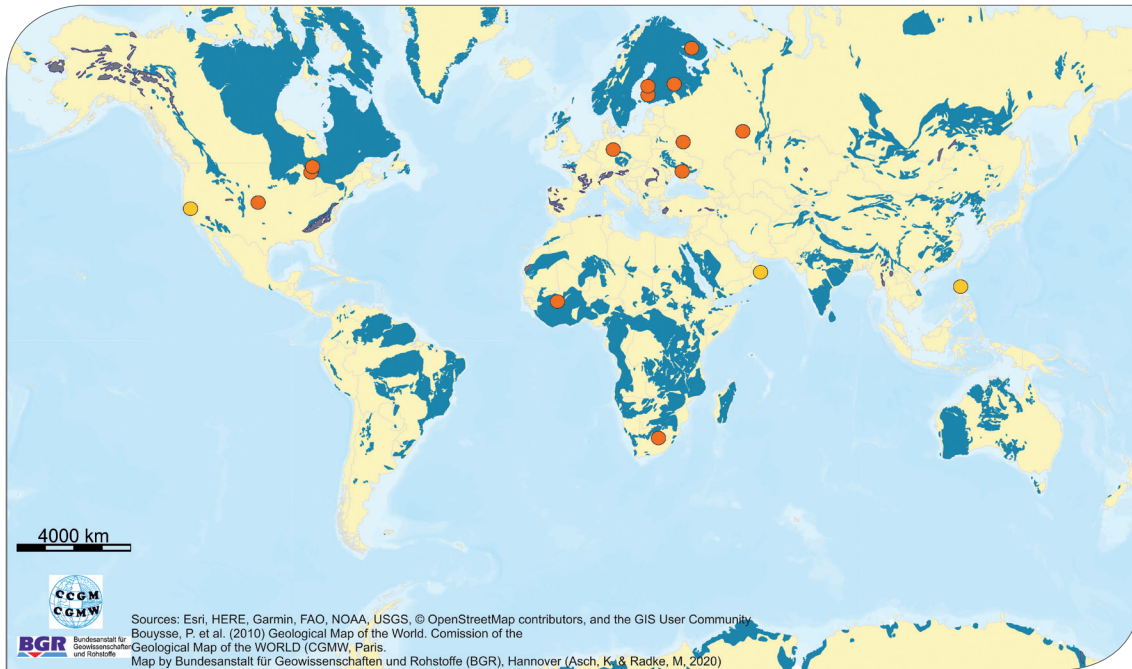 4000 km
CCGM
CGMW
BGR Bundesanstalt für
Geowissenschaften
und Rohstoffe
Sources: Esri, HERE, Garmin, FAO, NOAA, USGS, © OpenStreetMap contributors, and the GIS User Community
Bouysse, P. et al. (2010) Geological Map of the World. Comission of the
Geological Map of the WORLD (CGMW, Paris.
Map by Bundesanstalt für Geowissenschaften und Rohstoffe (BGR), Hannover (Asch, K. & Radke, M, 2020)